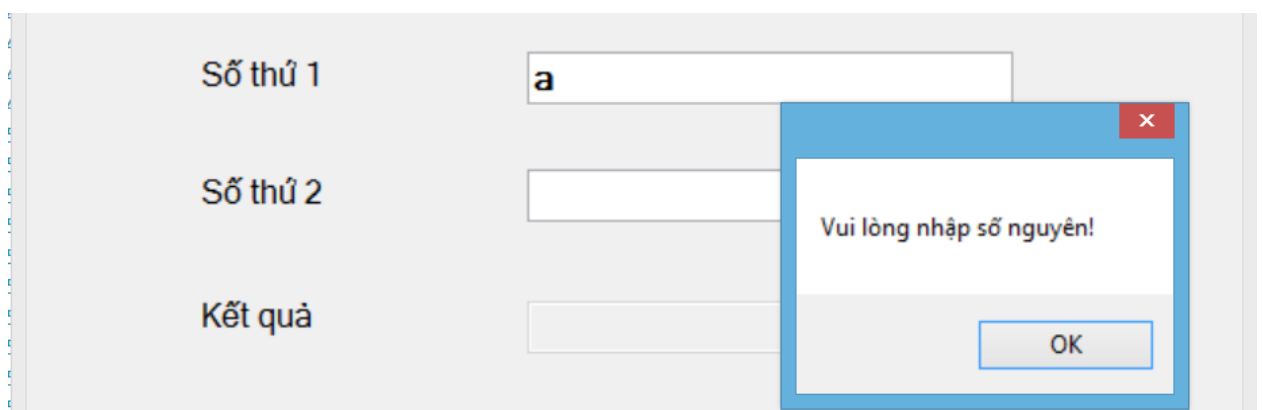 Số thứ 1
a
Số thứ 2
Vui lòng nhập số nguyên!
Kết quả
OK